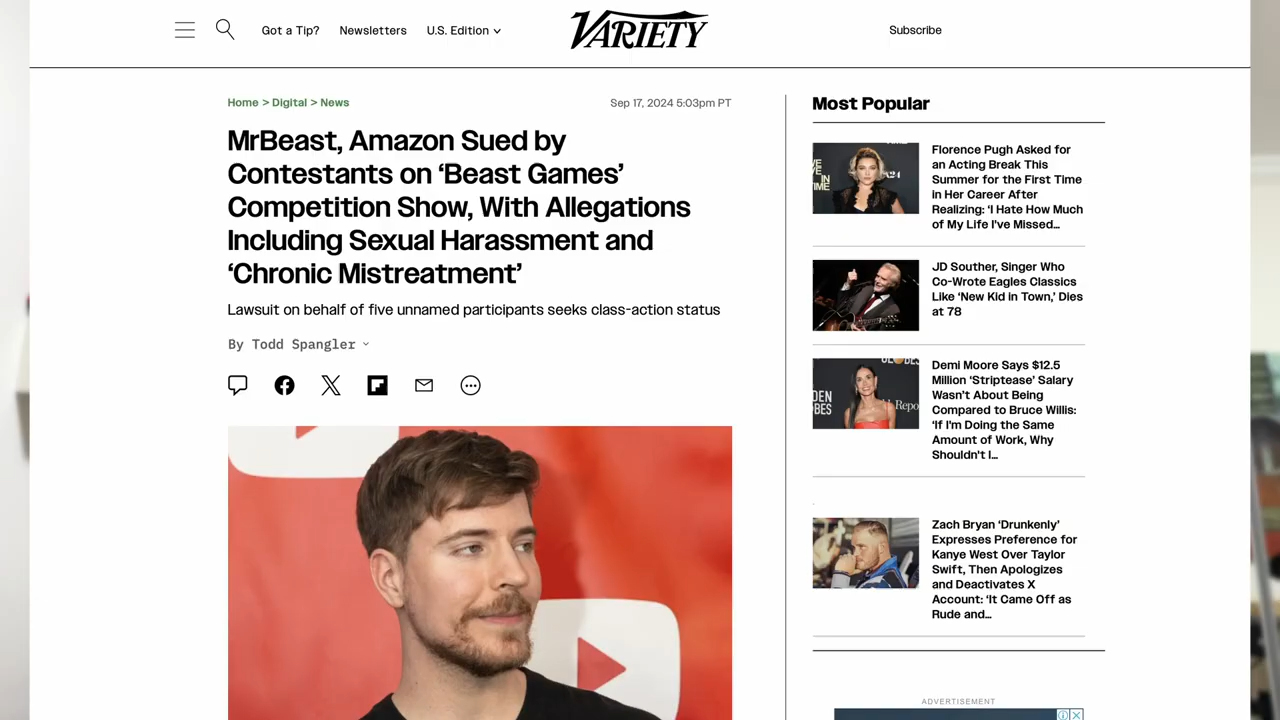 Got a Tip?
Newsletters
U.S. Edition
VARIETY
Subscribe
Home > Digital > News
Sep 17, 2024 5:03pm PT
MrBeast, Amazon Sued by
Contestants on ‘Beast Games’
Competition Show, With Allegations
Including Sexual Harassment and
‘Chronic Mistreatment’
Lawsuit on behalf of five unnamed participants seeks class-action status
By Todd Spangler
Most Popular
Florence Pugh Asked for
an Acting Break This
Summer for the First Time
in Her Career After
Realizing: ‘I Hate How Much
of My Life I’ve Missed...
JD Souther, Singer Who
Co-Wrote Eagles Classics
Like ‘New Kid in Town,’ Dies
at 78
Demi Moore Says $12.5
Million ‘Striptease’ Salary
Wasn’t About Being
Compared to Bruce Willis:
‘If I’m Doing the Same
Amount of Work, Why
Shouldn’t I...
Zach Bryan ‘Drunkenly’
Expresses Preference for
Kanye West Over Taylor
Swift, Then Apologizes
and Deactivates X
Account: ‘It Came Off as
Rude and...
ADVERTISEMENT